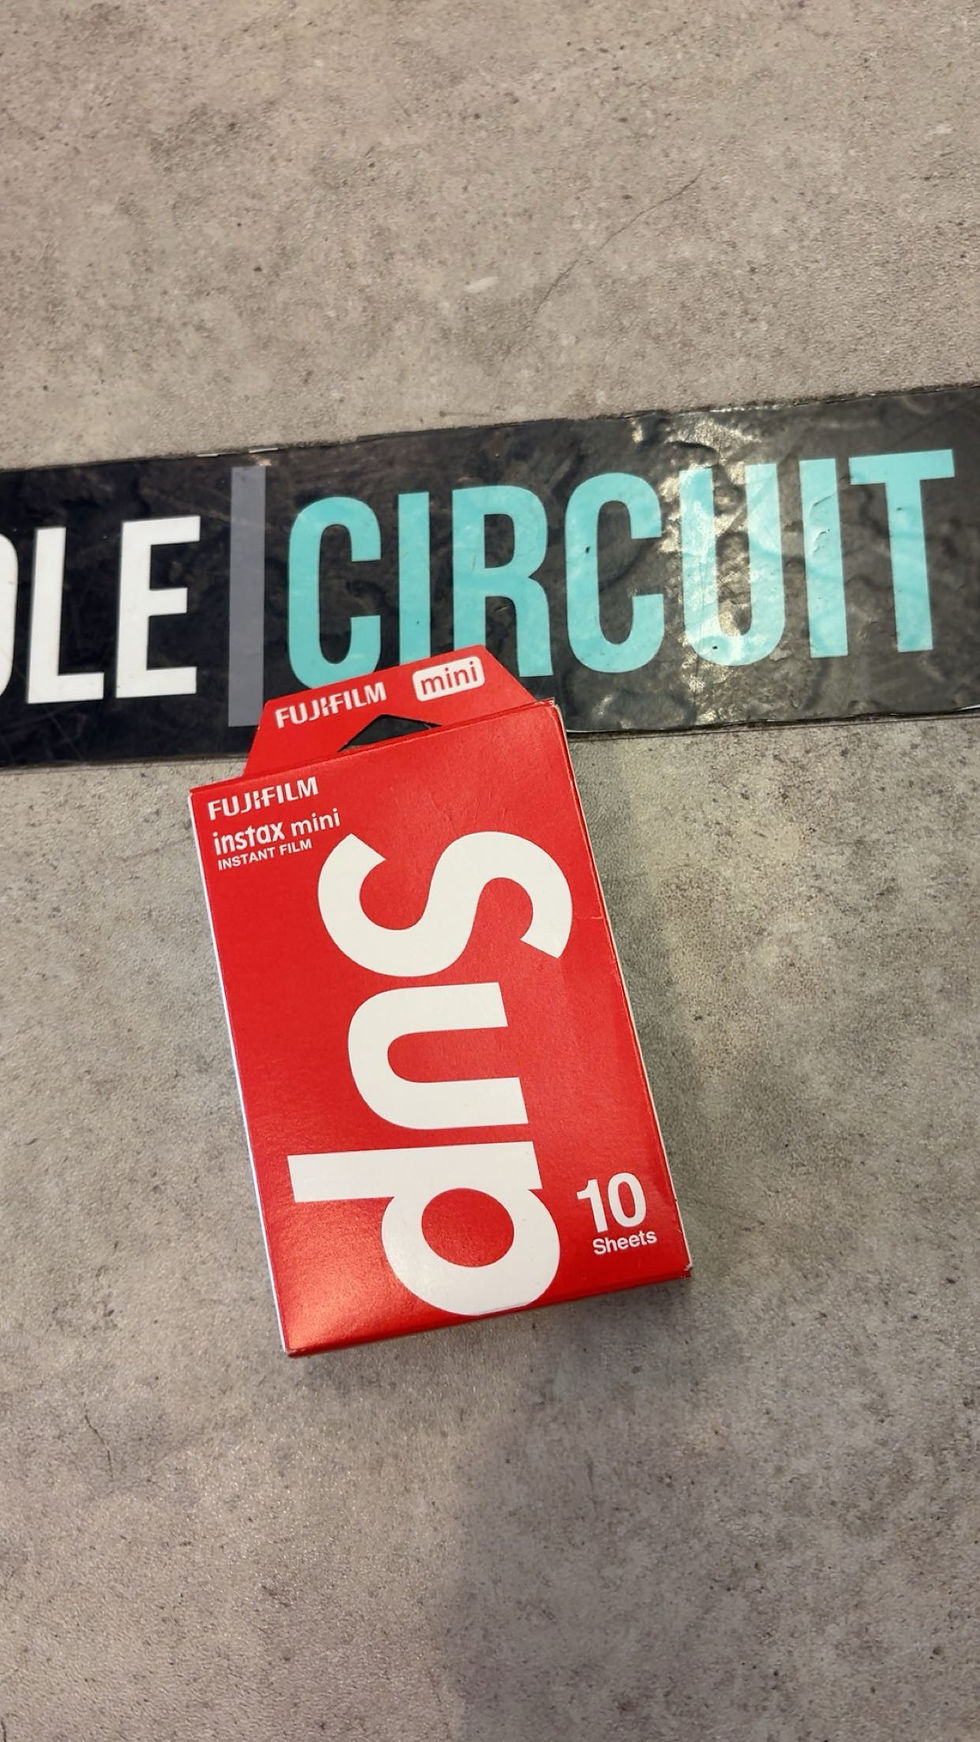 OLE | CIRCUIT
FUJIFILM mini
FUJIFILM
instax mini
INSTANT FILM
Sup
10
Sheets